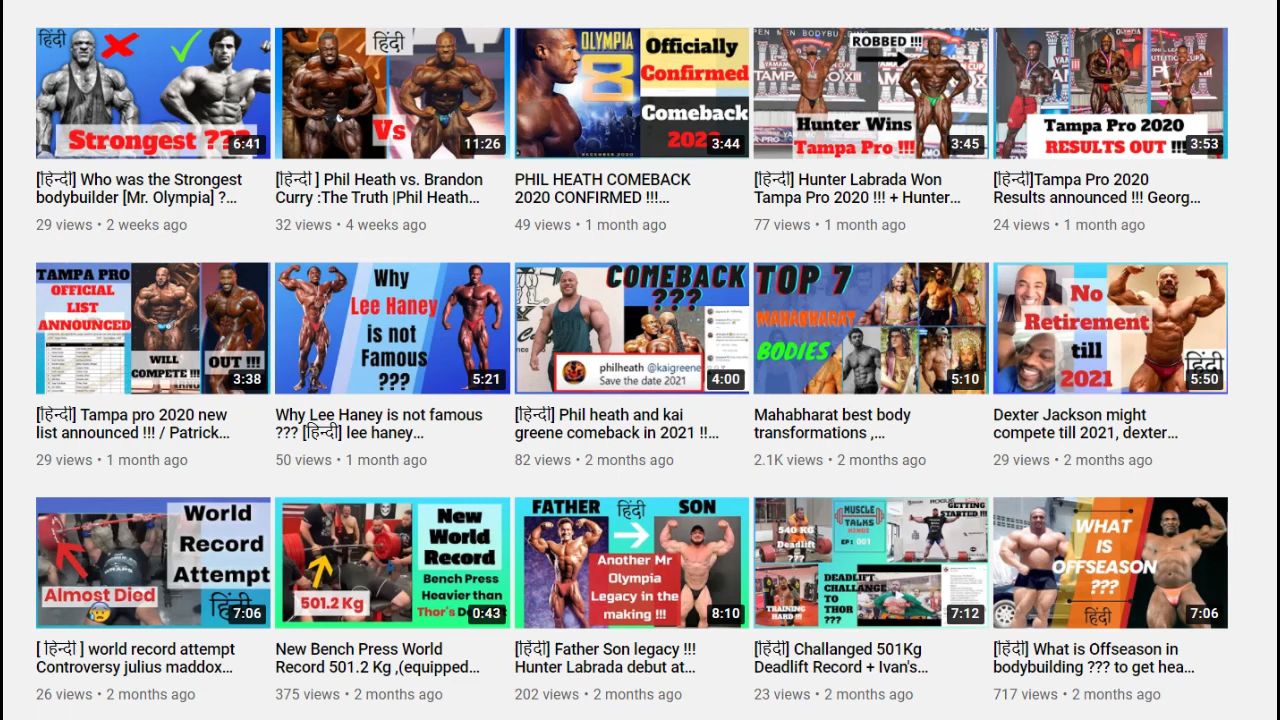 हिंदी
Strongest ???
6:41
हिंदी
Vs
11:26
OLYMPIA
Officially
Confirmed
Comeback
3:44
ROBBED !!!
Hunter Wins
Tampa Pro !!!
3:45
Tampa Pro 2020
RESULTS OUT !!!
3:53
[हिन्दी] Who was the Strongest
bodybuilder [Mr. Olympia] ?...
29 views • 2 weeks ago
[हिन्दी ] Phil Heath vs. Brandon
Curry :The Truth |Phil Heath...
32 views • 4 weeks ago
PHIL HEATH COMEBACK
2020 CONFIRMED !!!...
49 views • 1 month ago
[हिन्दी] Hunter Labrada Won
Tampa Pro 2020 !!! + Hunter...
77 views • 1 month ago
[हिन्दी]Tampa Pro 2020
Results announced !!! Georg...
24 views • 1 month ago
TAMPA PRO
OFFICIAL
LIST
ANNOUNCED
WILL
COMPETE !!!
OUT !!!
3:38
Why
Lee Haney
is not
Famous
???
5:21
COMEBACK
???
philheath @kaigreene
Save the date 2021
4:00
TOP 7
MAHABHARAT
BODIES
5:10
No
Retirement
till
2021
हिंदी
5:50
[हिन्दी] Tampa pro 2020 new
list announced !!! / Patrick...
29 views • 1 month ago
Why Lee Haney is not famous
??? [हिन्दी] lee haney...
50 views • 1 month ago
[हिन्दी] Phil heath and kai
greene comeback in 2021 !!...
82 views • 2 months ago
Mahabharat best body
transformations ,...
2.1K views • 2 months ago
Dexter Jackson might
compete till 2021, dexter...
29 views • 2 months ago
World
Record
Attempt
Almost Died
हिंदी
7:06
New
World
Record
Bench Press
Heavier than
Thor's
501.2 Kg
0:43
FATHER हिंदी SON
Another Mr
Olympia
Legacy in the
making !!!
8:10
540 KG
Deadlift
???
MUSCLE
TALKS
HINDI
EP : 001
GETTING
STARTED !!!
DEADLIFT
CHALLANGE
TO
THOR
???
TRAINING
HARD !!!
7:12
WHAT
IS
OFFSEASON
???
हिंदी
7:06
[ हिन्दी ] world record attempt
Controversy julius maddox...
26 views • 2 months ago
New Bench Press World
Record 501.2 Kg ,(equipped...
375 views • 2 months ago
[हिंदी] Father Son legacy !!!
Hunter Labrada debut at...
202 views • 2 months ago
[हिंदी] Challanged 501Kg
Deadlift Record + Ivan's...
23 views • 2 months ago
[हिंदी] What is Offseason in
bodybuilding ??? to get hea...
717 views • 2 months ago